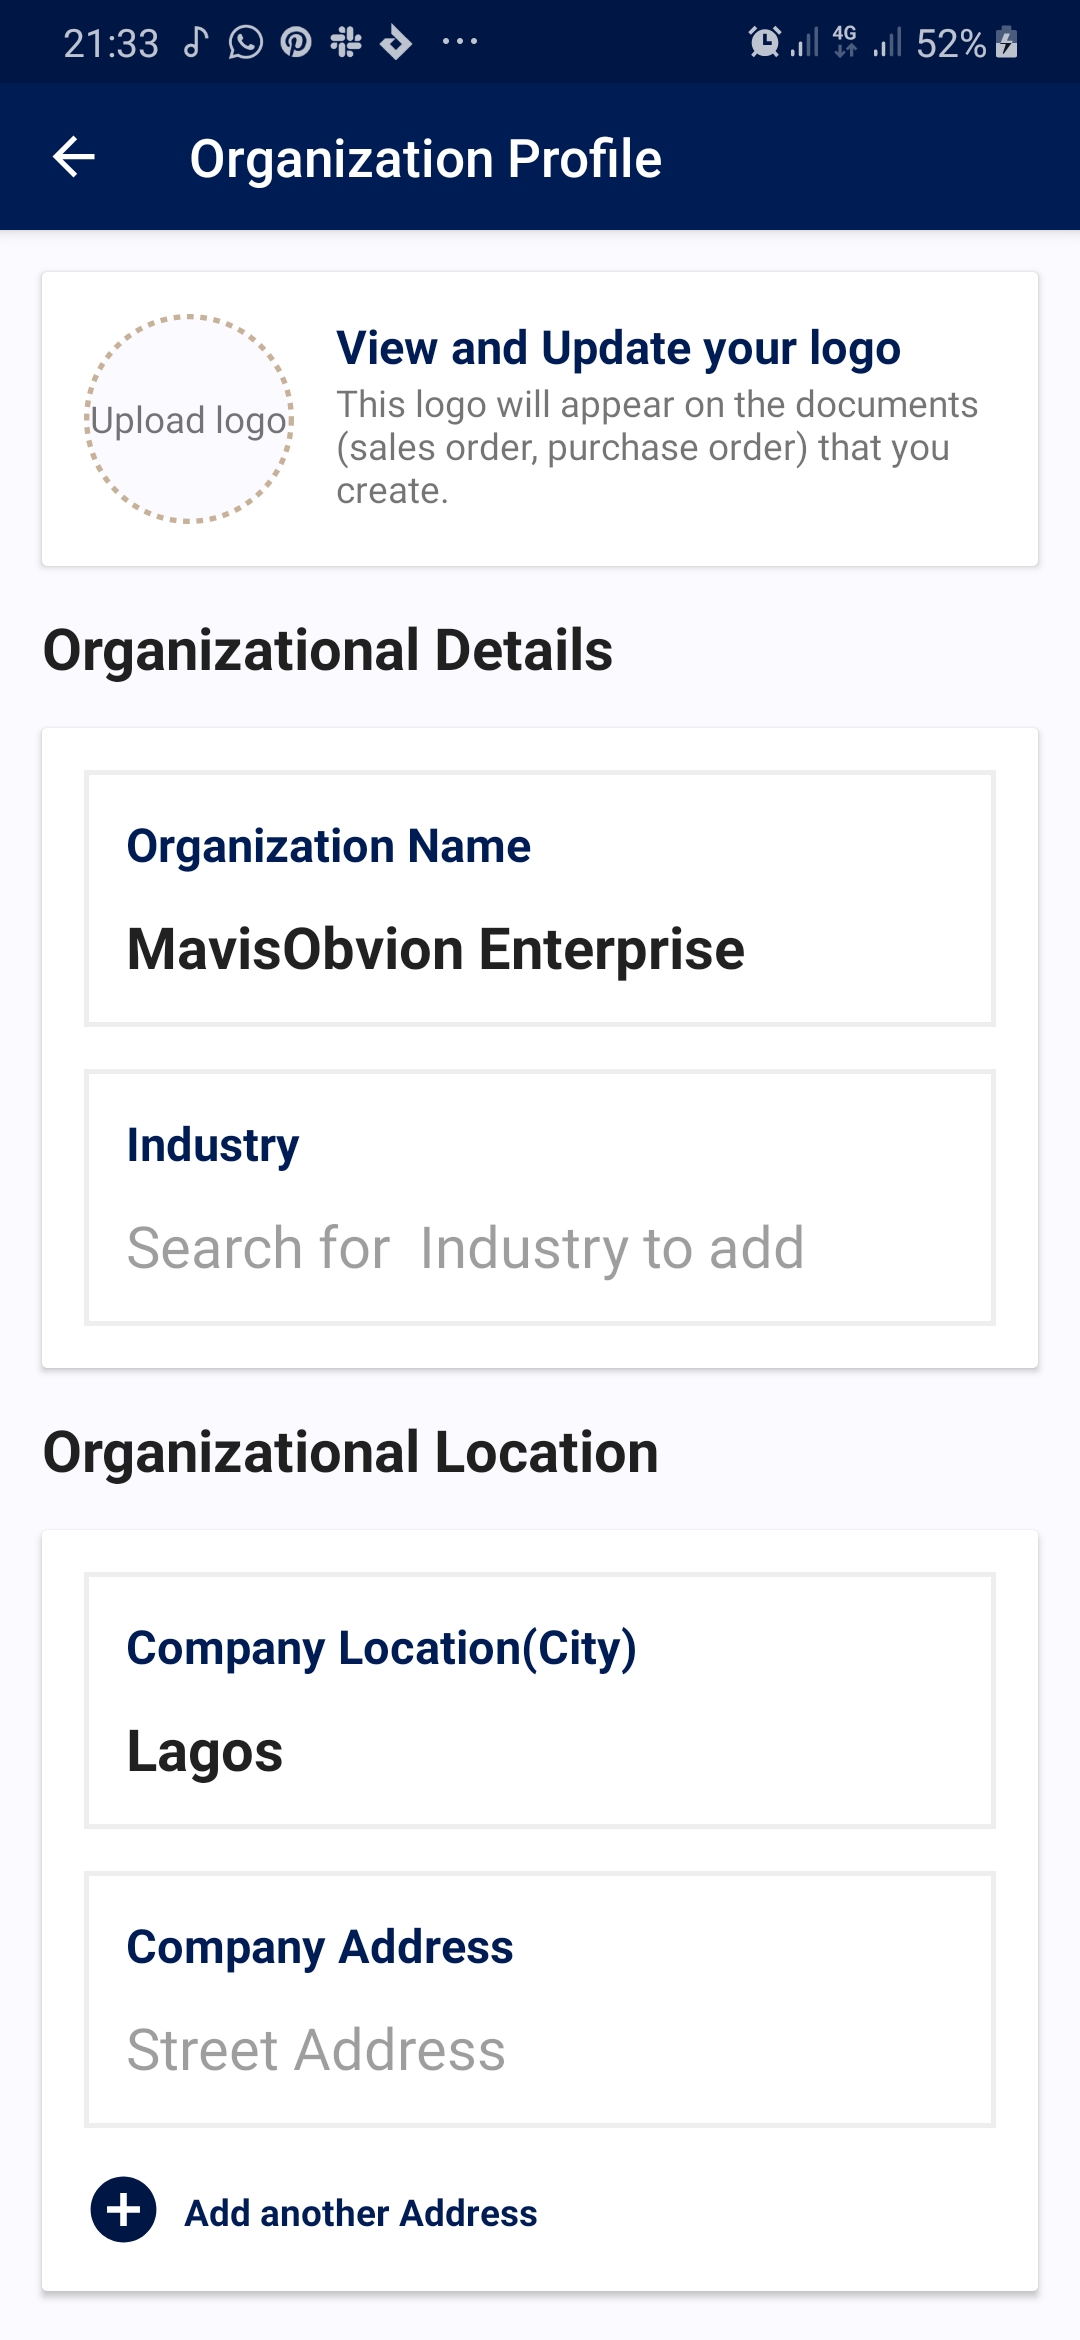 21:33 4G 52%
Organization Profile
Upload logo
View and Update your logo
This logo will appear on the documents
(sales order, purchase order) that you
create.
Organizational Details
Organization Name
MavisObvion Enterprise
Industry
Search for  Industry to add
Organizational Location
Company Location(City)
Lagos
Company Address
Street Address
Add another Address